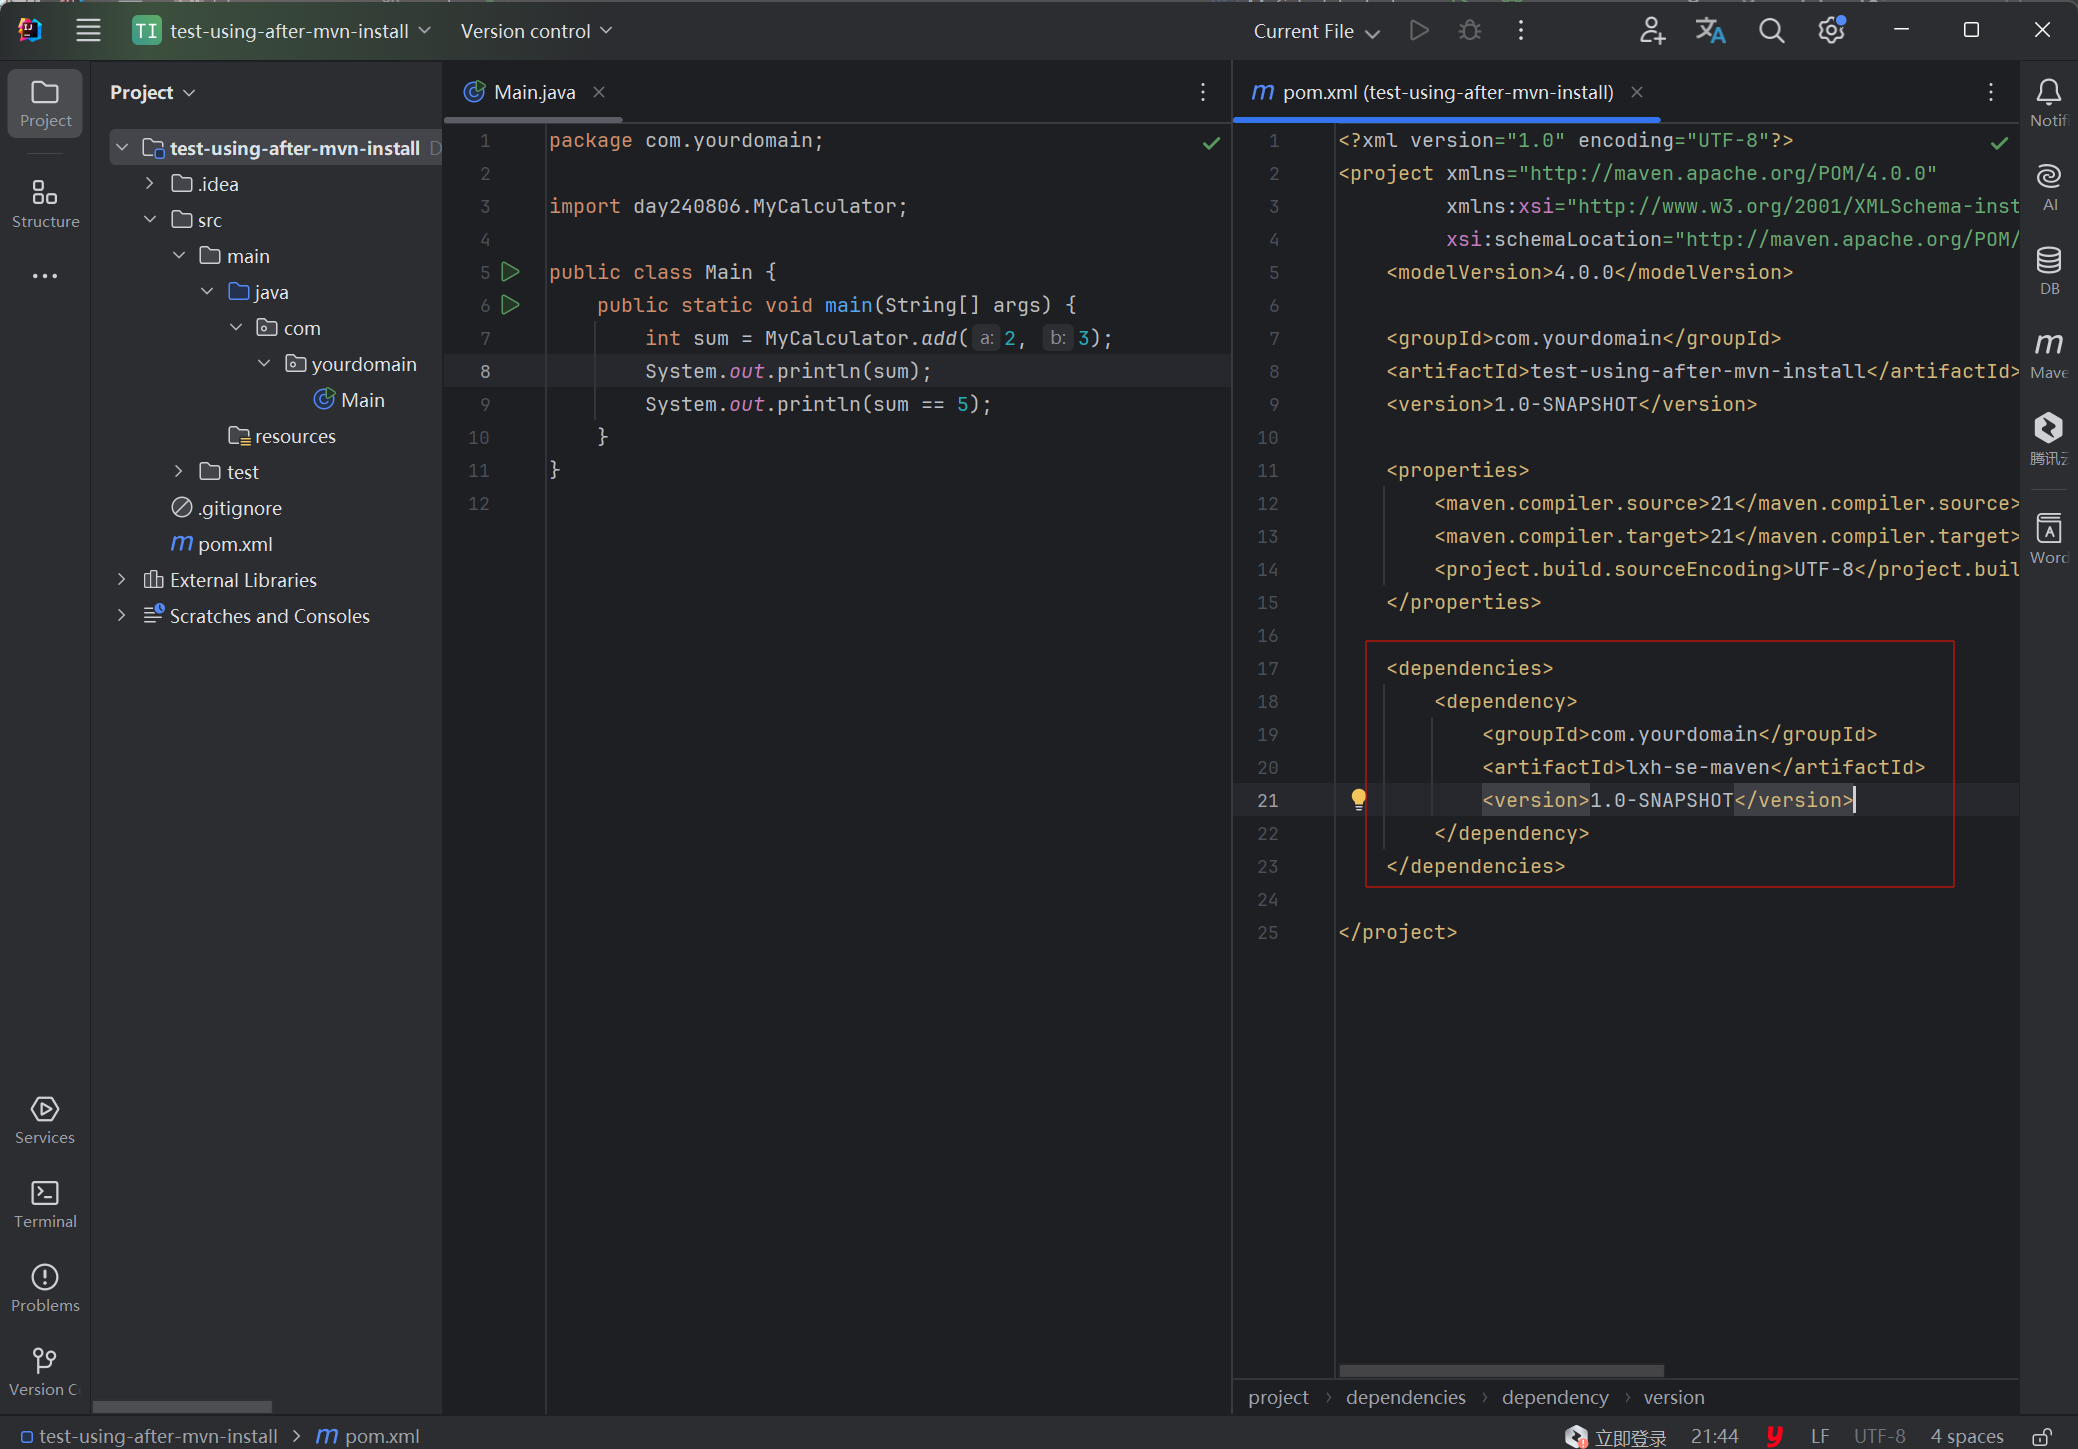 TI test-using-after-mvn-install Version control Current File
Project
Structure
Project
test-using-after-mvn-install D
.idea
src
main
java
com
yourdomain
Main
resources
test
.gitignore
pom.xml
External Libraries
Scratches and Consoles
Services
Terminal
Problems
Version C
Main.java
1 package com.yourdomain;
2
3 import day240806.MyCalculator;
4
5 public class Main {
6 public static void main(String[] args) {
7 int sum = MyCalculator.add( a: 2, b: 3);
8 System.out.println(sum);
9 System.out.println(sum == 5);
10 }
11 }
12
pom.xml (test-using-after-mvn-install)
1 <?xml version="1.0" encoding="UTF-8"?>
2 <project xmlns="http://maven.apache.org/POM/4.0.0"
3 xmlns:xsi="http://www.w3.org/2001/XMLSchema-inst
4 xsi:schemaLocation="http://maven.apache.org/POM/
5 <modelVersion>4.0.0</modelVersion>
6
7 <groupId>com.yourdomain</groupId>
8 <artifactId>test-using-after-mvn-install</artifactId>
9 <version>1.0-SNAPSHOT</version>
10
11 <properties>
12 <maven.compiler.source>21</maven.compiler.source>
13 <maven.compiler.target>21</maven.compiler.target>
14 <project.build.sourceEncoding>UTF-8</project.buil
15 </properties>
16
17 <dependencies>
18 <dependency>
19 <groupId>com.yourdomain</groupId>
20 <artifactId>lxh-se-maven</artifactId>
21 <version>1.0-SNAPSHOT</version>
22 </dependency>
23 </dependencies>
24
25 </project>
project › dependencies › dependency › version
Notif
AI
DB
Mave
腾讯云
Word
test-using-after-mvn-install > pom.xml
立即登录 21:44 LF UTF-8 4 spaces